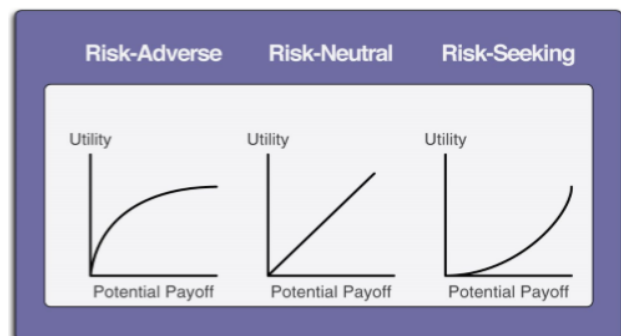 Risk-Adverse Risk-Neutral Risk-Seeking
Utility Utility Utility
Potential Payoff Potential Payoff Potential Payoff